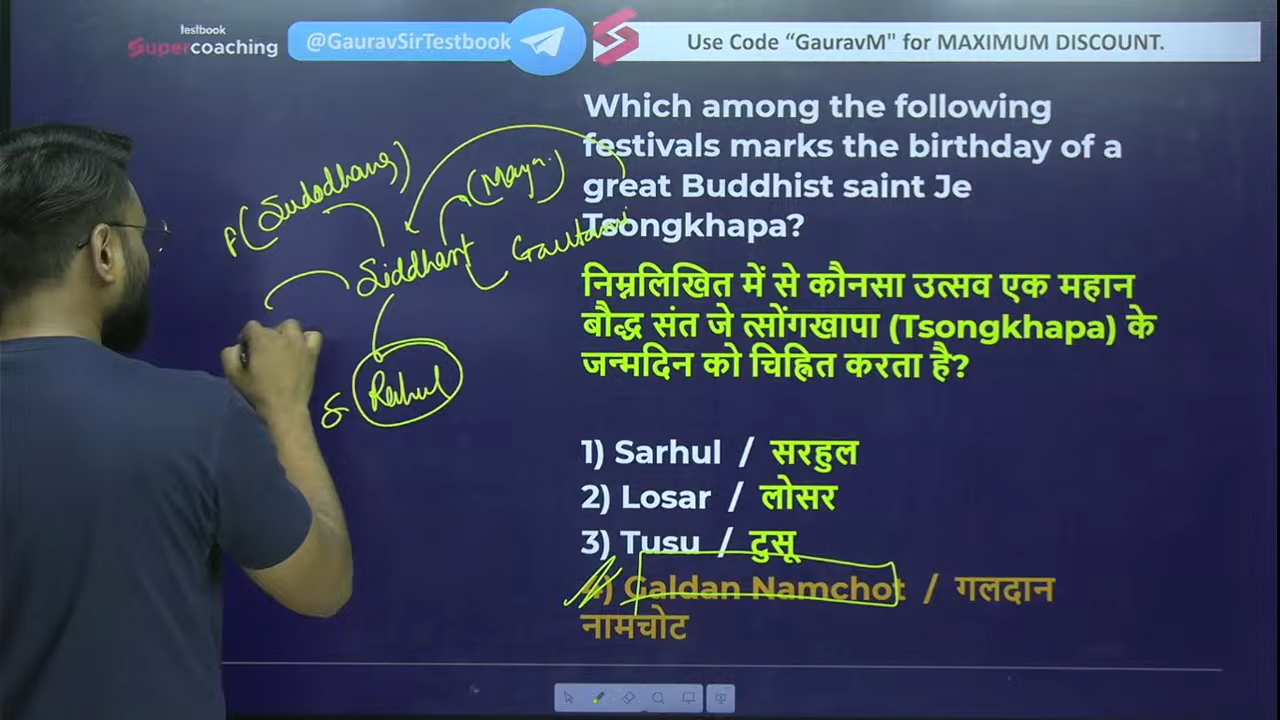 testbook
Supercoaching
@GauravSirTestbook
Use Code “GauravM" for MAXIMUM DISCOUNT.
Which among the following
festivals marks the birthday of a
great Buddhist saint Je
Tsongkhapa?
निम्नलिखित में से कौनसा उत्सव एक महान
बौद्ध संत जे त्सोंगखापा (Tsongkhapa) के
जन्मदिन को चिह्नित करता है?
1) Sarhul / सरहुल
2) Losar / लोसर
3) Tusu / टुसू
4) Galdan Namchot / गलदान
नामचोट
(Maya)
Siddhart
Gautami
Rahul